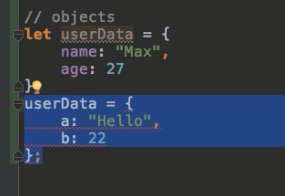 // objects
let userData = {
    name: "Max",
    age: 27
}
userData = {
    a: "Hello",
    b: 22
};